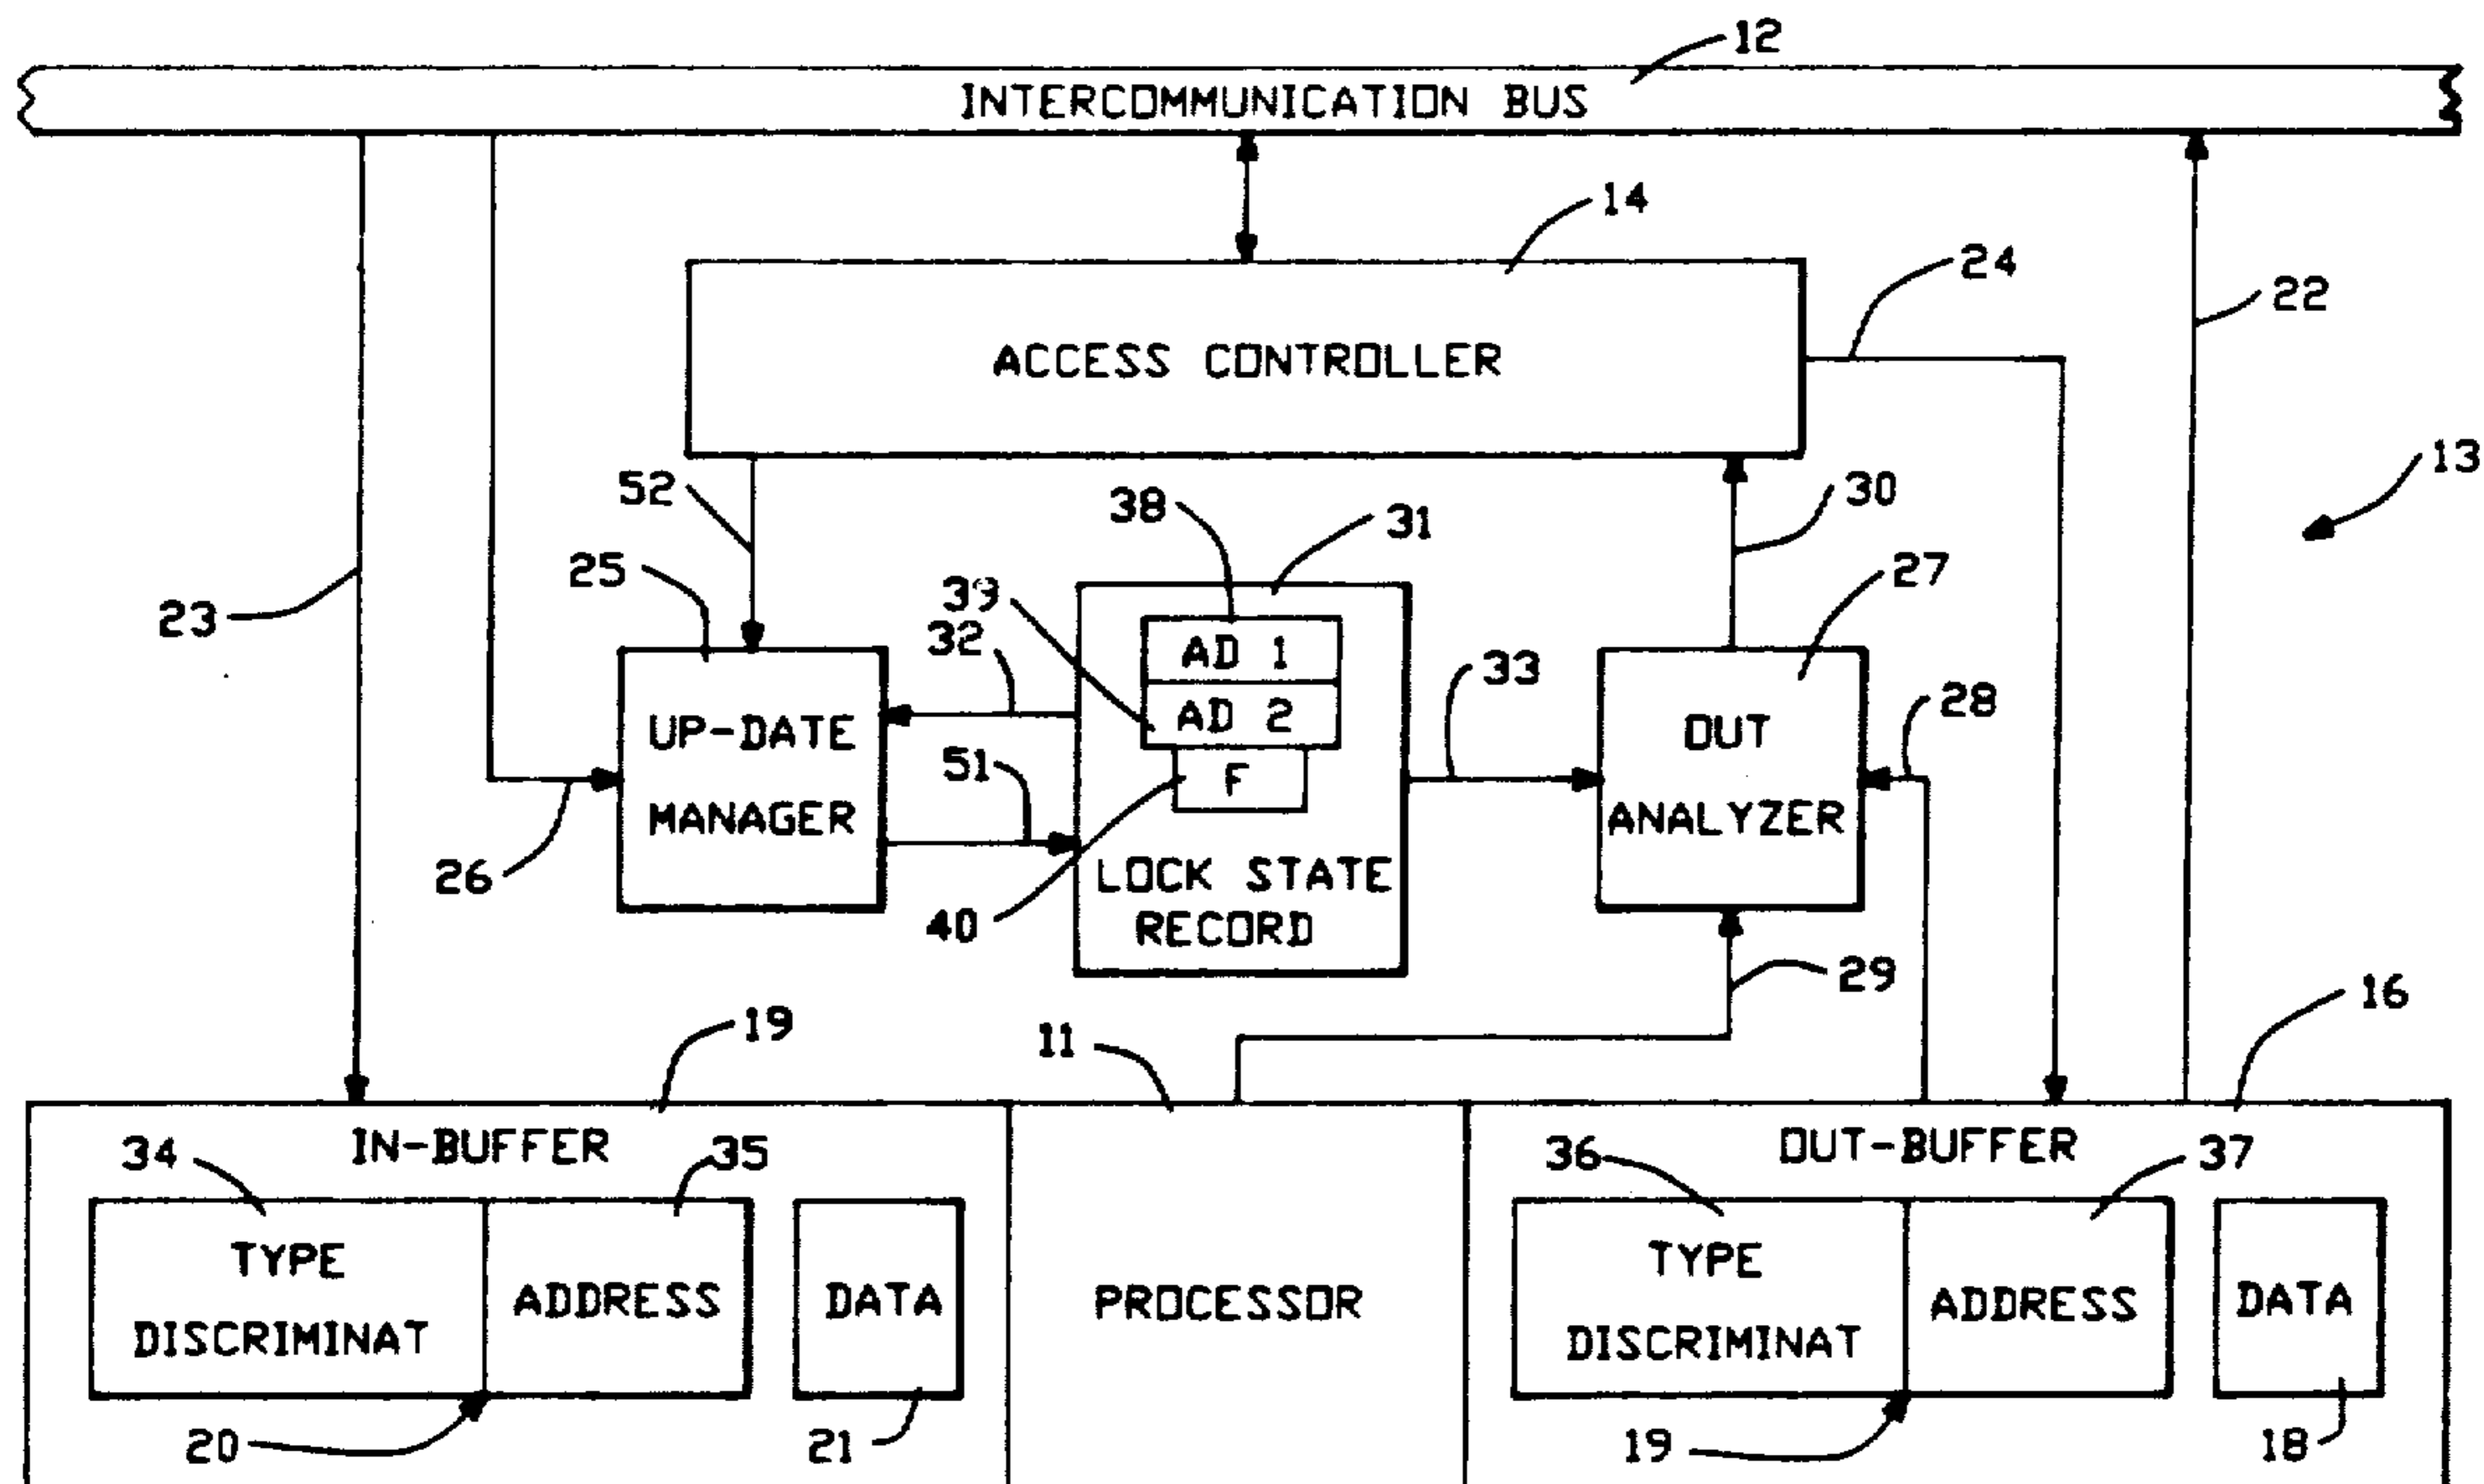 12
INTERCOMMUNICATION BUS
14
24
22
ACCESS CONTROLLER
13
52
38
31
30
25
39
27
23
32
AD 1
33
28
UP-DATE
MANAGER
AD 2
OUT
ANALYZER
51
F
26
40
LOCK STATE
RECORD
29
16
19
11
34
IN-BUFFER
35
36
OUT-BUFFER
37
TYPE
DISCRIMINAT
ADDRESS
DATA
PROCESSOR
TYPE
DISCRIMINAT
ADDRESS
DATA
20
21
19
18